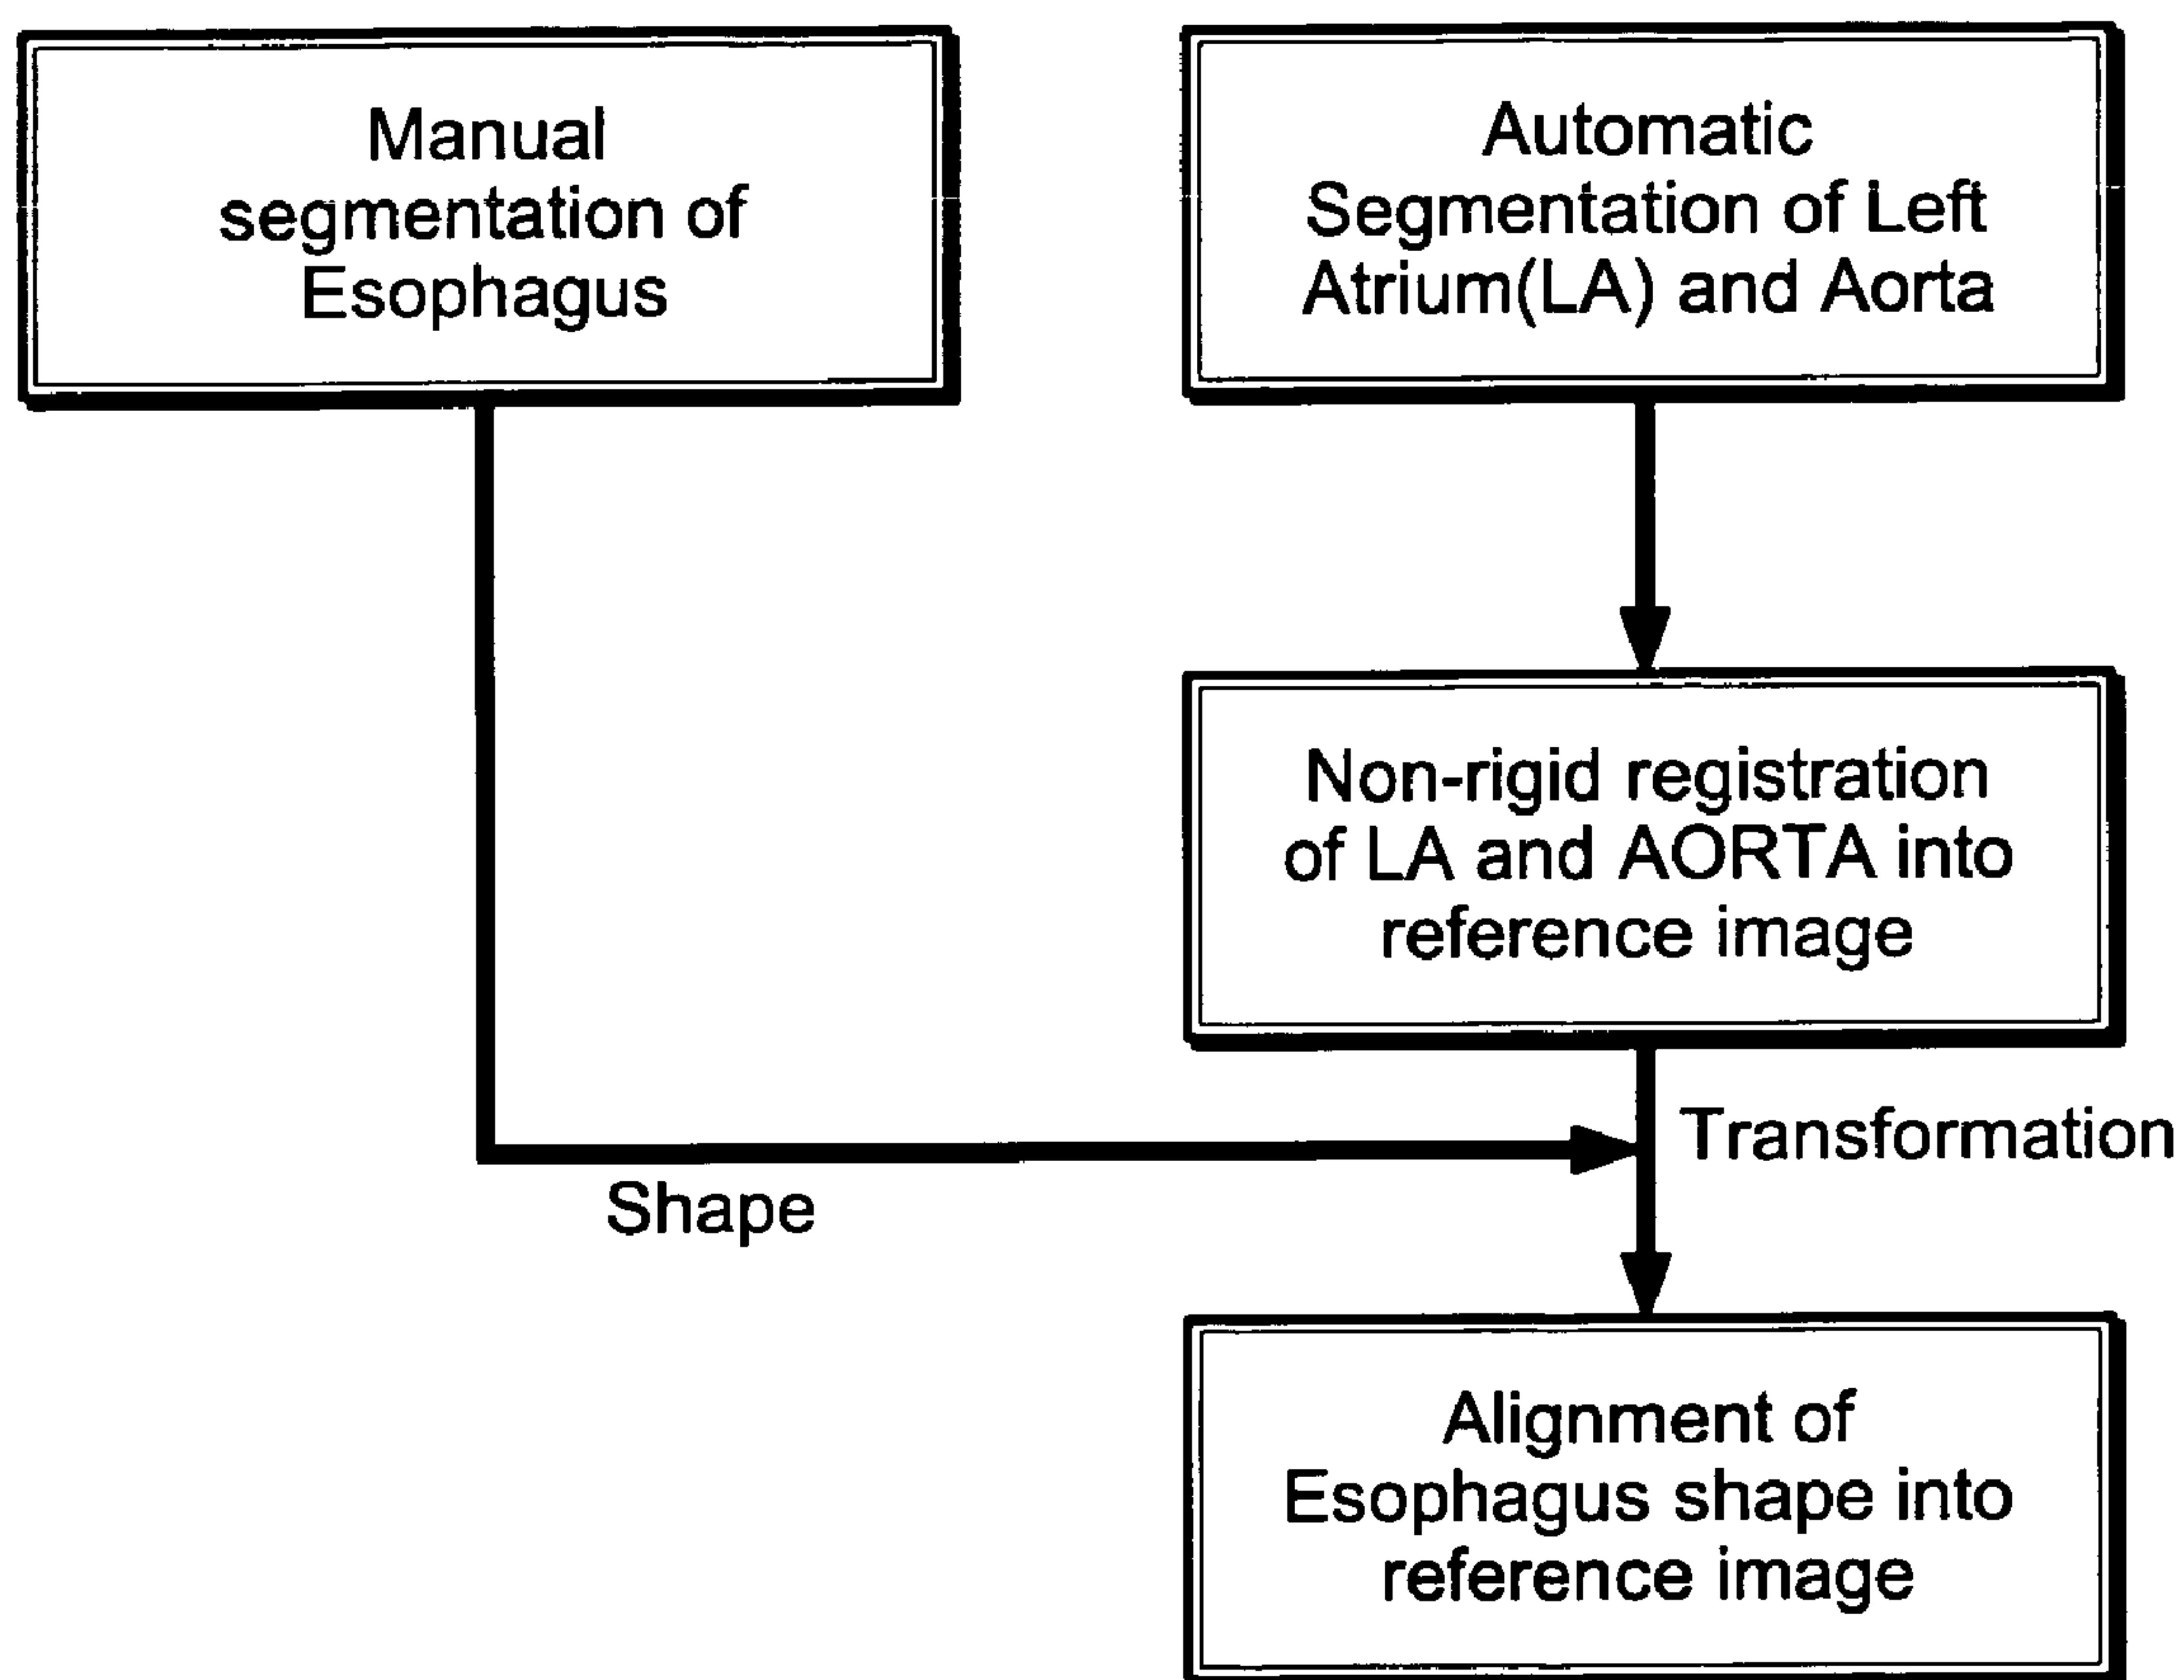 Manual
segmentation of
Esophagus
Automatic
Segmentation of Left
Atrium(LA) and Aorta
Non-rigid registration
of LA and AORTA into
reference image
Transformation
Shape
Alignment of
Esophagus shape into
reference image